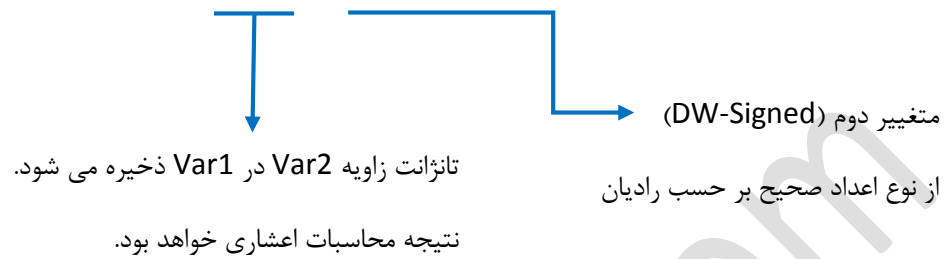 متغییر دوم (DW-Signed)
از نوع اعداد صحیح بر حسب رادیان
تانژانت زاویه Var2 در Var1 ذخیره می شود.
نتیجه محاسبات اعشاری خواهد بود.